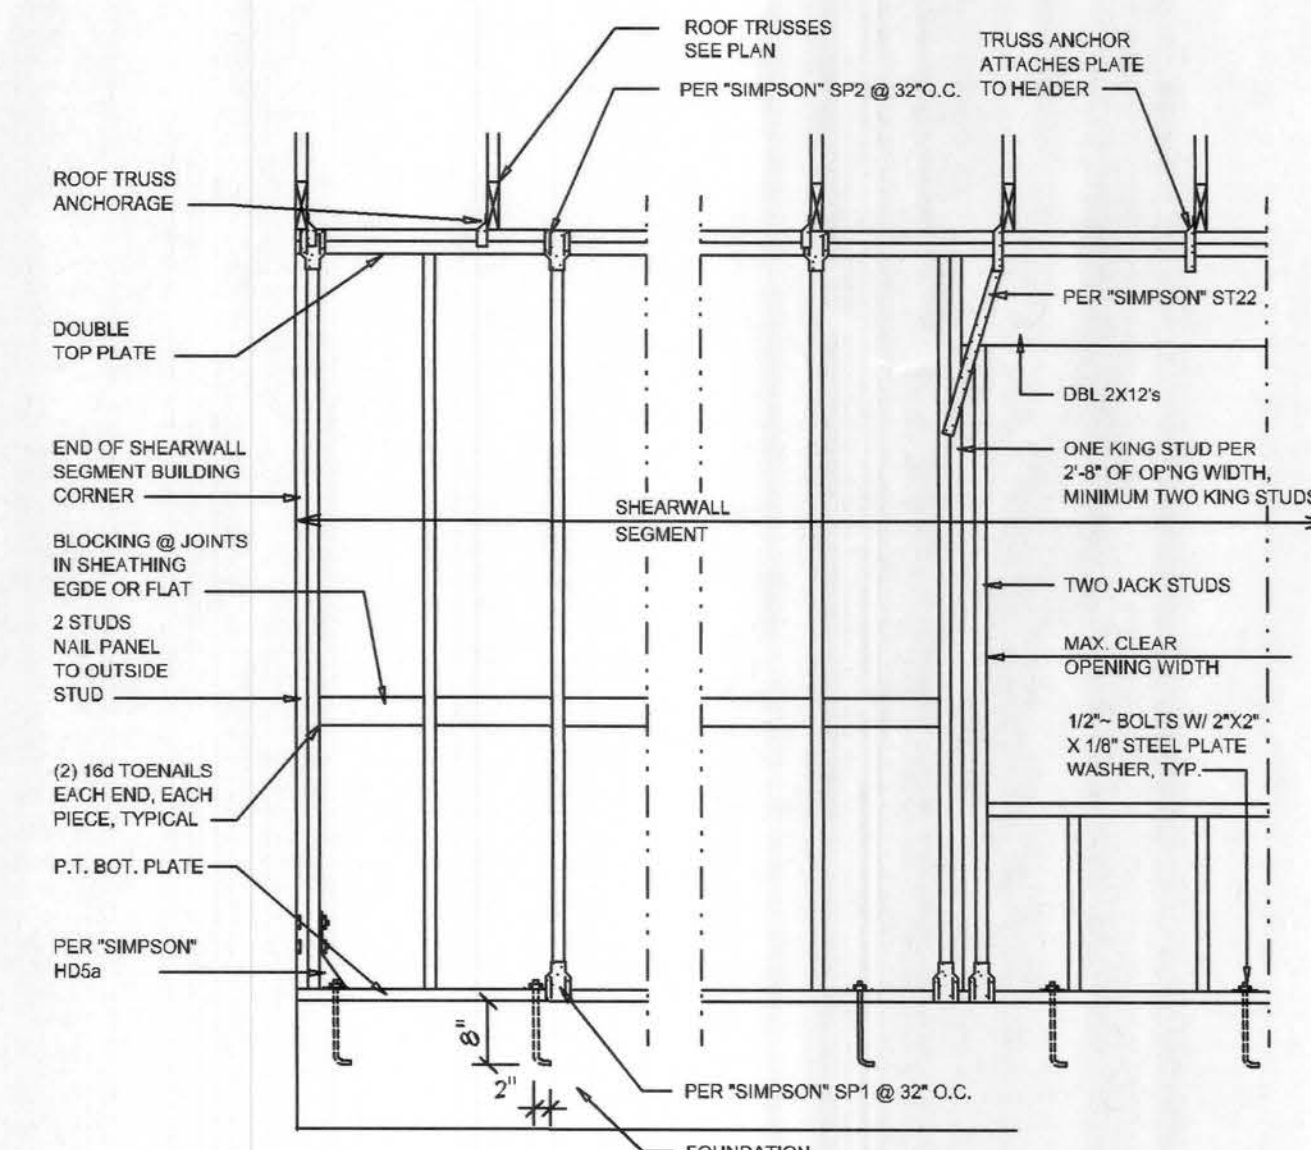 ROOF TRUSSES
SEE PLAN
TRUSS ANCHOR
ATTACHES PLATE
TO HEADER
PER "SIMPSON" SP2 @ 32"O.C.
ROOF TRUSS
ANCHORAGE
PER "SIMPSON" ST22
DOUBLE
TOP PLATE
DBL 2X12's
END OF SHEARWALL
SEGMENT BUILDING
CORNER
ONE KING STUD PER
2'-8" OF OP'NG WIDTH,
MINIMUM TWO KING STUDS
SHEARWALL
SEGMENT
BLOCKING @ JOINTS
IN SHEATHING
EGDE OR FLAT
TWO JACK STUDS
2 STUDS
NAIL PANEL
TO OUTSIDE
STUD
MAX. CLEAR
OPENING WIDTH
1/2"~ BOLTS W/ 2"X2"
X 1/8" STEEL PLATE
WASHER, TYP.
(2) 16d TOENAILS
EACH END, EACH
PIECE, TYPICAL
P.T. BOT. PLATE
PER "SIMPSON"
HD5a
8"
2"
PER "SIMPSON" SP1 @ 32" O.C.
FOUNDATION